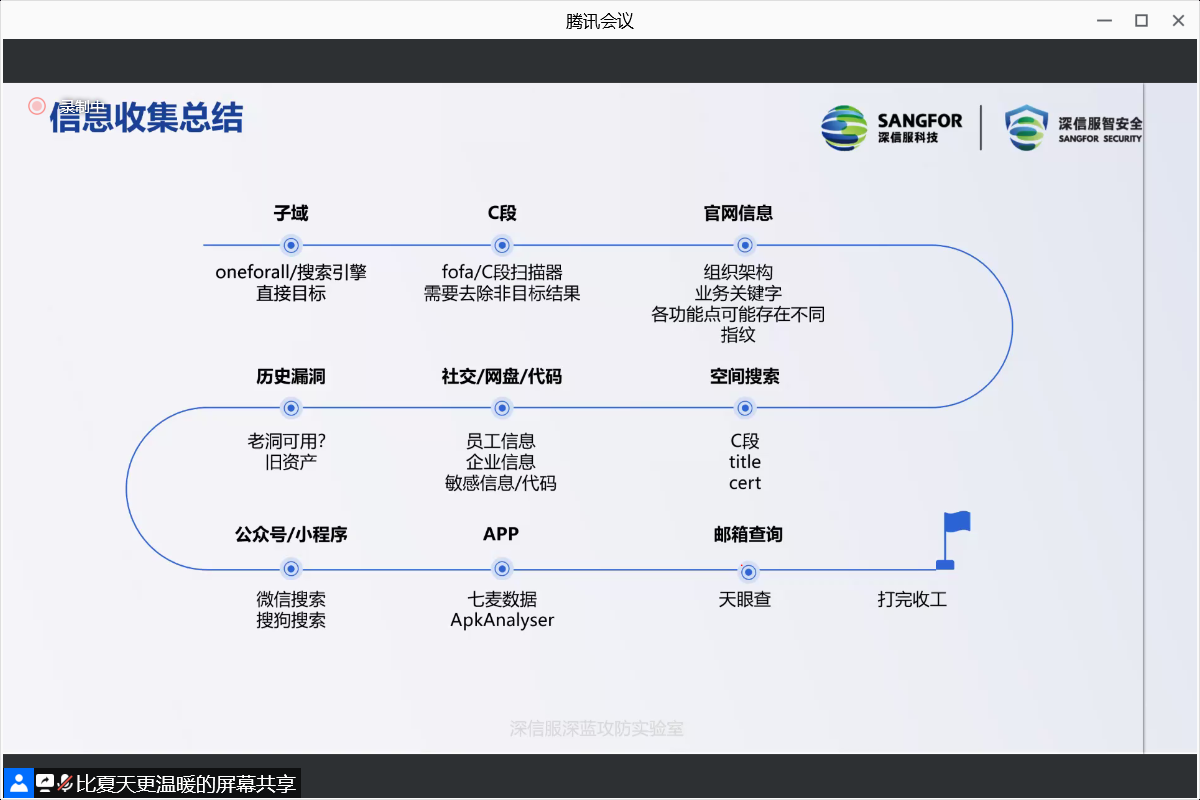 腾讯会议
录制中
信息收集总结
SANGFOR
深信服科技
深信服智安全
SANGFOR SECURITY
子域
C段
官网信息
oneforall/搜索引擎
直接目标
fofa/C段扫描器
需要去除非目标结果
组织架构
业务关键字
各功能点可能存在不同
指纹
历史漏洞
社交/网盘/代码
空间搜索
老洞可用?
旧资产
员工信息
企业信息
敏感信息/代码
C段
title
cert
公众号/小程序
APP
邮箱查询
微信搜索
搜狗搜索
七麦数据
ApkAnalyser
天眼查
打完收工
深信服深蓝攻防实验室
比夏天更温暖的屏幕共享